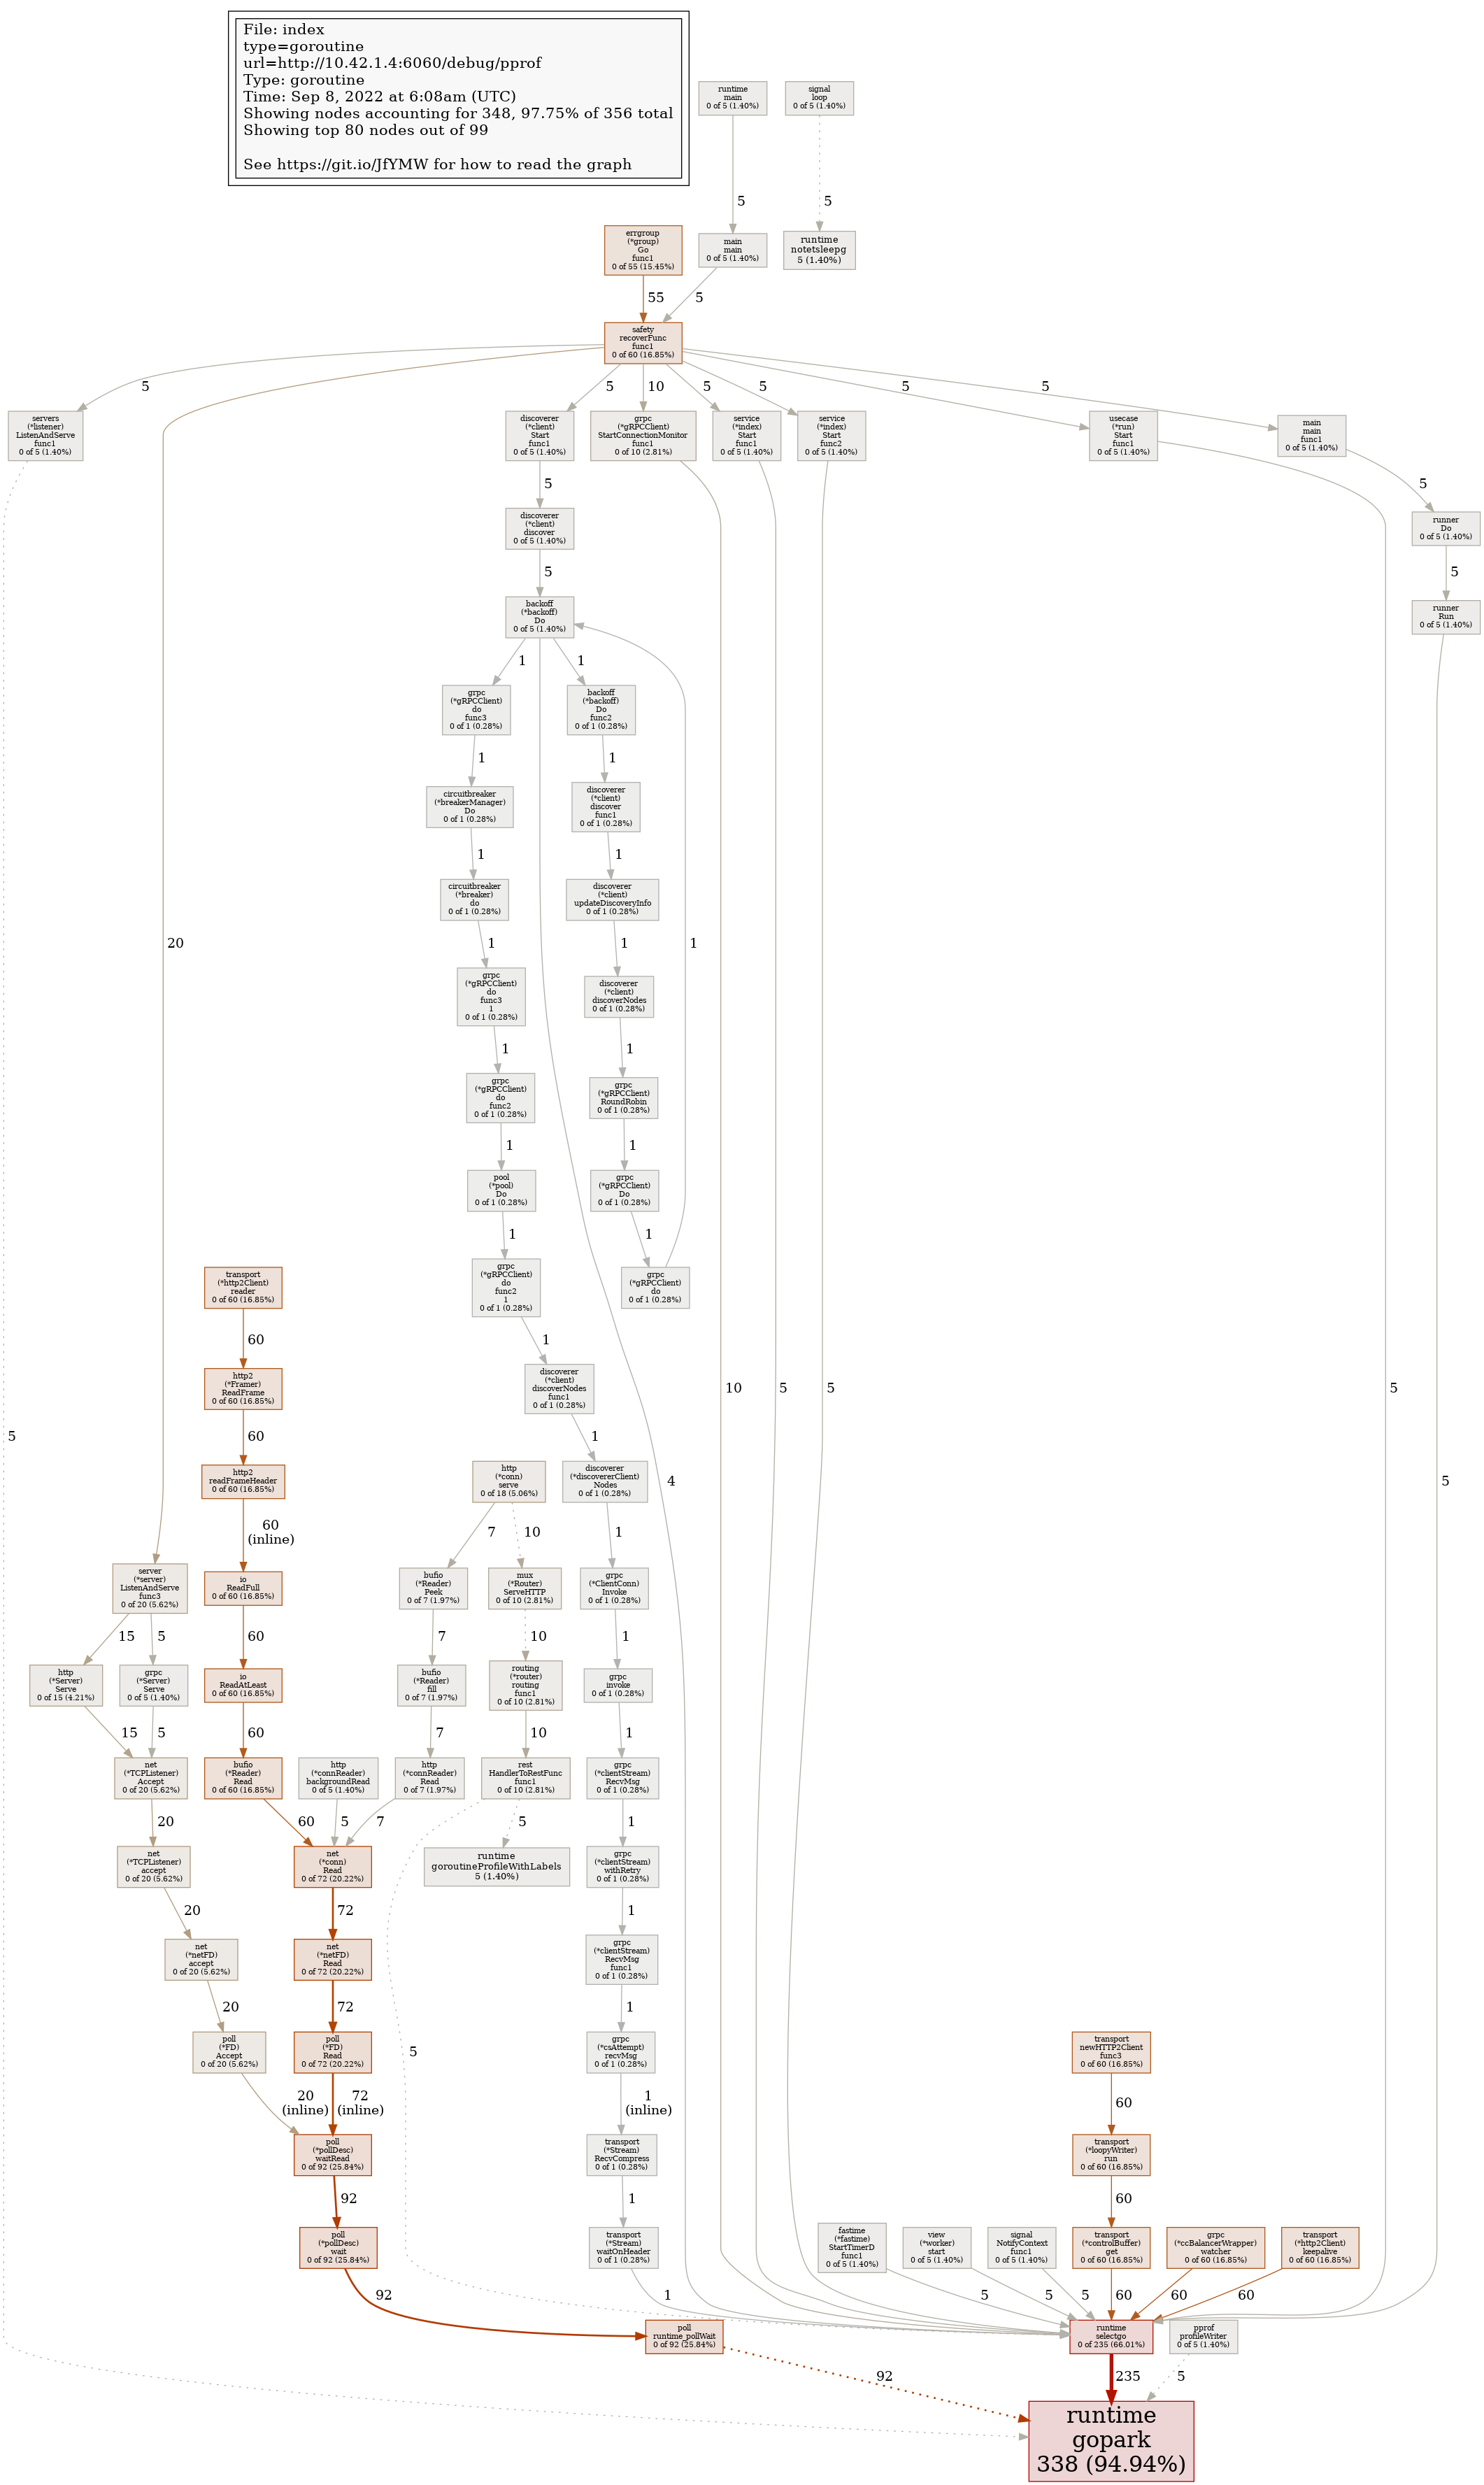 File: index
type=goroutine
url=http://10.42.1.4:6060/debug/pprof
Type: goroutine
Time: Sep 8, 2022 at 6:08am (UTC)
Showing nodes accounting for 348, 97.75% of 356 total
Showing top 80 nodes out of 99
See https://git.io/JfYMW for how to read the graph
runtime
main
0 of 5 (1.40%)
signal
loop
0 of 5 (1.40%)
5
5
errgroup
(*group)
Go
func1
0 of 55 (15.45%)
main
main
0 of 5 (1.40%)
runtime
notetsleepg
5 (1.40%)
55
5
safety
recoverFunc
func1
0 of 60 (16.85%)
5
5
10
5
5
5
5
servers
(*listener)
ListenAndServe
func1
0 of 5 (1.40%)
discoverer
(*client)
Start
func1
0 of 5 (1.40%)
grpc
(*gRPCClient)
StartConnectionMonitor
func1
0 of 10 (2.81%)
service
(*index)
Start
func1
0 of 5 (1.40%)
service
(*index)
Start
func2
0 of 5 (1.40%)
usecase
(*run)
Start
func1
0 of 5 (1.40%)
main
main
func1
0 of 5 (1.40%)
5
5
discoverer
(*client)
discover
0 of 5 (1.40%)
runner
Do
0 of 5 (1.40%)
5
5
backoff
(*backoff)
Do
0 of 5 (1.40%)
runner
Run
0 of 5 (1.40%)
1
1
grpc
(*gRPCClient)
do
func3
0 of 1 (0.28%)
backoff
(*backoff)
Do
func2
0 of 1 (0.28%)
1
1
circuitbreaker
(*breakerManager)
Do
0 of 1 (0.28%)
discoverer
(*client)
discover
func1
0 of 1 (0.28%)
1
1
circuitbreaker
(*breaker)
do
0 of 1 (0.28%)
discoverer
(*client)
updateDiscoveryInfo
0 of 1 (0.28%)
20
1
1
1
grpc
(*gRPCClient)
do
func3
1
0 of 1 (0.28%)
discoverer
(*client)
discoverNodes
0 of 1 (0.28%)
1
1
grpc
(*gRPCClient)
do
func2
0 of 1 (0.28%)
grpc
(*gRPCClient)
RoundRobin
0 of 1 (0.28%)
1
1
pool
(*pool)
Do
0 of 1 (0.28%)
grpc
(*gRPCClient)
Do
0 of 1 (0.28%)
1
1
transport
(*http2Client)
reader
0 of 60 (16.85%)
grpc
(*gRPCClient)
do
func2
1
0 of 1 (0.28%)
grpc
(*gRPCClient)
do
0 of 1 (0.28%)
60
1
http2
(*Framer)
ReadFrame
0 of 60 (16.85%)
discoverer
(*client)
discoverNodes
func1
0 of 1 (0.28%)
10
5
5
5
5
60
1
http2
readFrameHeader
0 of 60 (16.85%)
http
(*conn)
serve
0 of 18 (5.06%)
discoverer
(*discovererClient)
Nodes
0 of 1 (0.28%)
4
5
60
(inline)
7
10
1
server
(*server)
ListenAndServe
func3
0 of 20 (5.62%)
io
ReadFull
0 of 60 (16.85%)
bufio
(*Reader)
Peek
0 of 7 (1.97%)
mux
(*Router)
ServeHTTP
0 of 10 (2.81%)
grpc
(*ClientConn)
Invoke
0 of 1 (0.28%)
15
5
60
7
10
1
http
(*Server)
Serve
0 of 15 (4.21%)
grpc
(*Server)
Serve
0 of 5 (1.40%)
io
ReadAtLeast
0 of 60 (16.85%)
bufio
(*Reader)
fill
0 of 7 (1.97%)
routing
(*router)
routing
func1
0 of 10 (2.81%)
grpc
invoke
0 of 1 (0.28%)
15
5
60
7
10
1
net
(*TCPListener)
Accept
0 of 20 (5.62%)
bufio
(*Reader)
Read
0 of 60 (16.85%)
http
(*connReader)
backgroundRead
0 of 5 (1.40%)
http
(*connReader)
Read
0 of 7 (1.97%)
rest
HandlerToRestFunc
func1
0 of 10 (2.81%)
grpc
(*clientStream)
RecvMsg
0 of 1 (0.28%)
20
60
5
7
5
1
net
(*TCPListener)
accept
0 of 20 (5.62%)
net
(*conn)
Read
0 of 72 (20.22%)
runtime
goroutineProfileWithLabels
5 (1.40%)
grpc
(*clientStream)
withRetry
0 of 1 (0.28%)
20
72
1
net
(*netFD)
accept
0 of 20 (5.62%)
net
(*netFD)
Read
0 of 72 (20.22%)
grpc
(*clientStream)
RecvMsg
func1
0 of 1 (0.28%)
20
72
1
poll
(*FD)
Accept
0 of 20 (5.62%)
poll
(*FD)
Read
0 of 72 (20.22%)
5
grpc
(*csAttempt)
recvMsg
0 of 1 (0.28%)
transport
newHTTP2Client
func3
0 of 60 (16.85%)
20
(inline)
72
(inline)
1
(inline)
60
poll
(*pollDesc)
waitRead
0 of 92 (25.84%)
transport
(*Stream)
RecvCompress
0 of 1 (0.28%)
transport
(*loopyWriter)
run
0 of 60 (16.85%)
92
1
60
poll
(*pollDesc)
wait
0 of 92 (25.84%)
transport
(*Stream)
waitOnHeader
0 of 1 (0.28%)
fastime
(*fastime)
StartTimerD
func1
0 of 5 (1.40%)
view
(*worker)
start
0 of 5 (1.40%)
signal
NotifyContext
func1
0 of 5 (1.40%)
transport
(*controlBuffer)
get
0 of 60 (16.85%)
grpc
(*ccBalancerWrapper)
watcher
0 of 60 (16.85%)
transport
(*http2Client)
keepalive
0 of 60 (16.85%)
92
1
5
5
5
60
60
60
poll
runtime_pollWait
0 of 92 (25.84%)
runtime
selectgo
0 of 235 (66.01%)
pprof
profileWriter
0 of 5 (1.40%)
92
235
5
runtime
gopark
338 (94.94%)